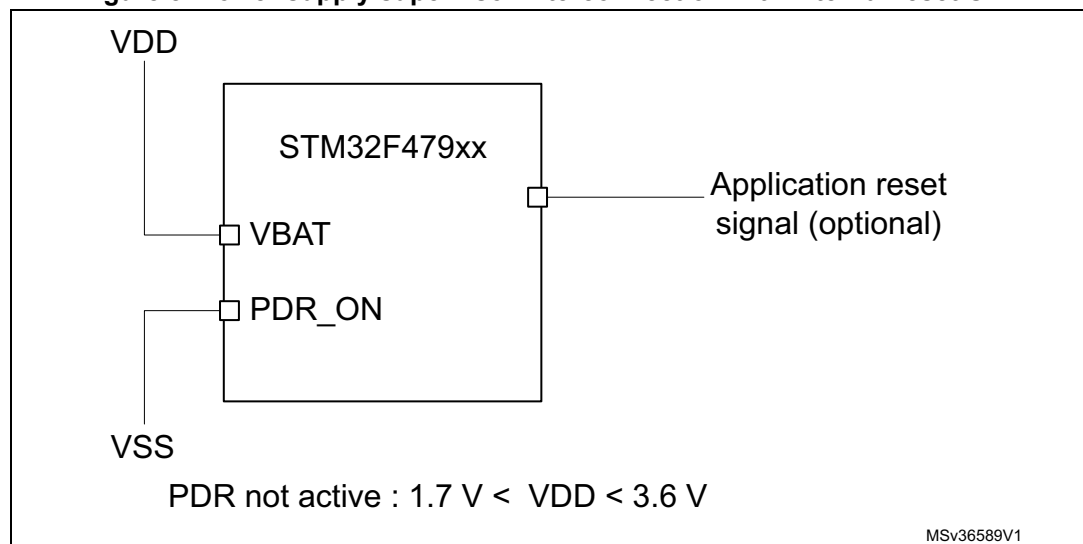 VDD
STM32F479xx
Application reset
signal (optional)
VBAT
PDR_ON
VSS
PDR not active : 1.7 V < VDD < 3.6 V
MSv36589V1